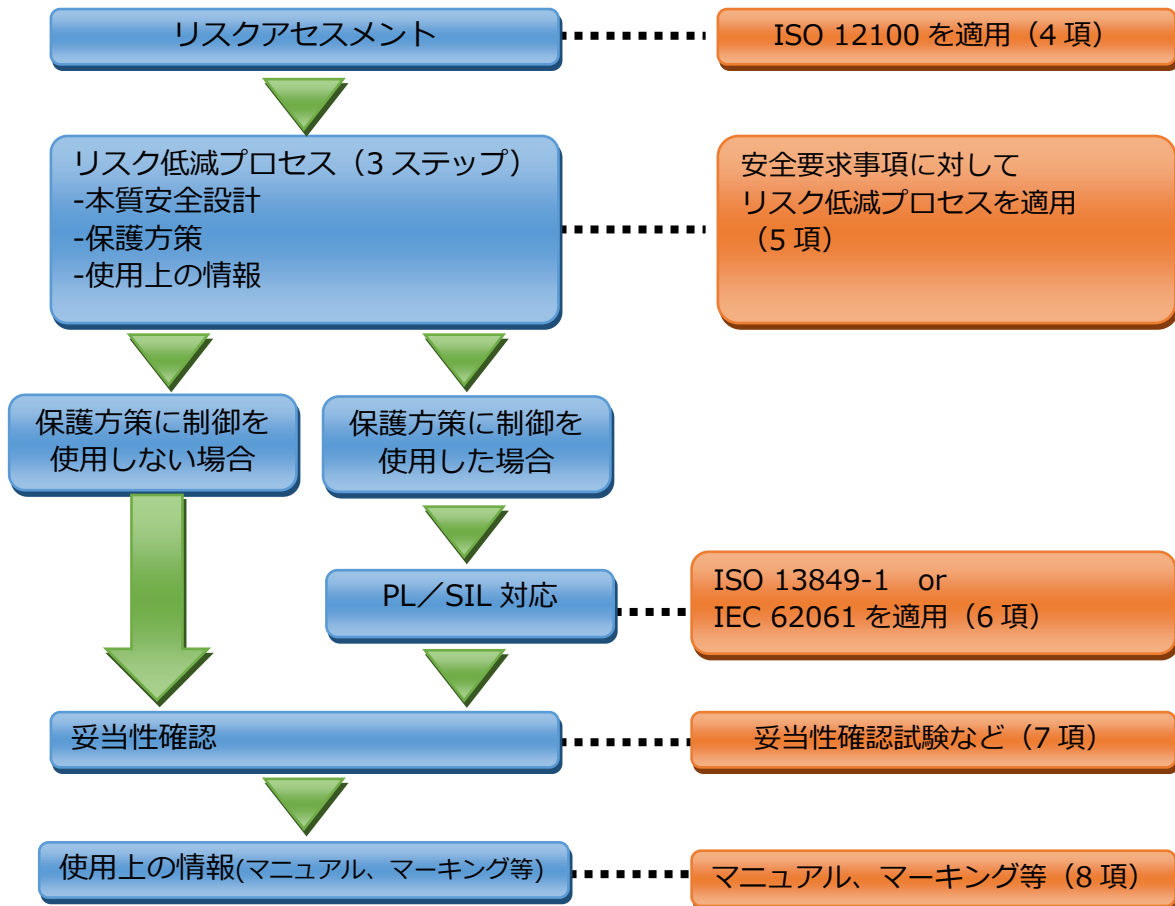 リスクアセスメント
ISO 12100 を適用（4 項）
リスク低減プロセス（3 ステップ）
-本質安全設計
-保護方策
-使用上の情報
安全要求事項に対して
リスク低減プロセスを適用
（5 項）
保護方策に制御を
使用しない場合
保護方策に制御を
使用した場合
PL／SIL 対応
ISO 13849-1　or
IEC 62061 を適用（6 項）
妥当性確認
妥当性確認試験など（7 項）
使用上の情報(マニュアル、マーキング等)
マニュアル、マーキング等（8 項）